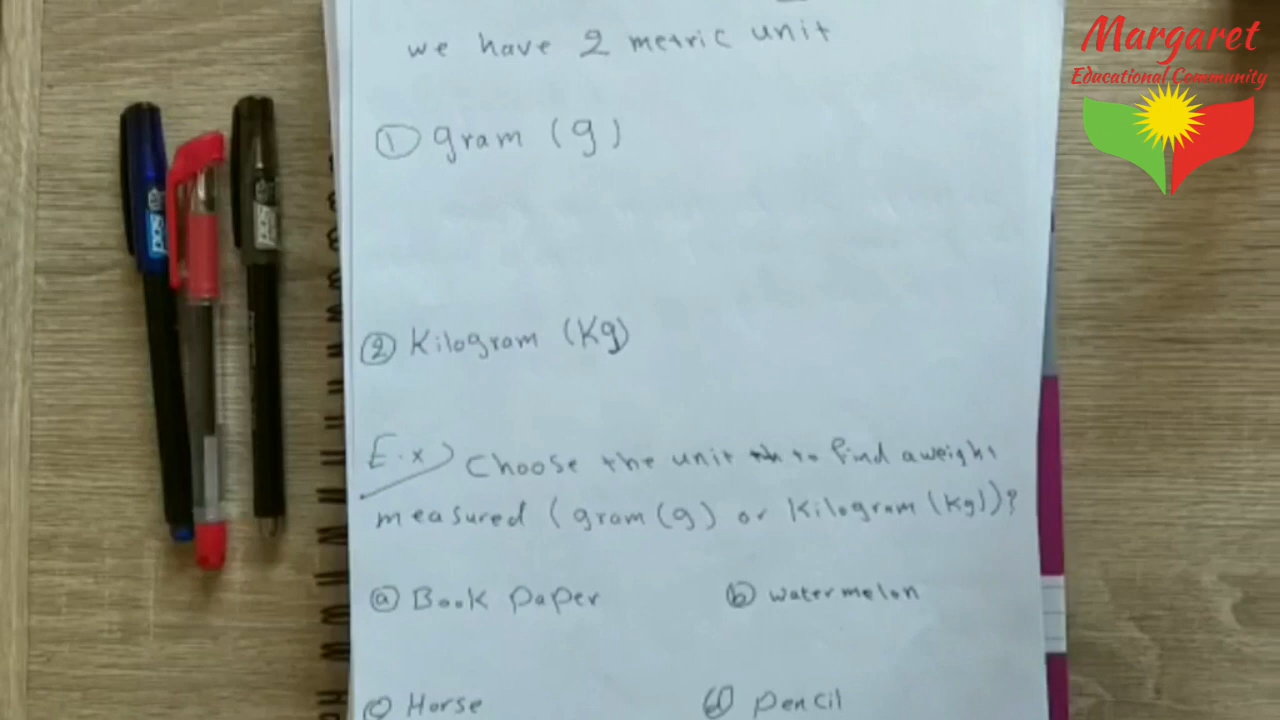 we have 2 metric unit
① gram (g)
② Kilogram (Kg)
E.x) Choose the unit to find a weight
measured (gram (g) or Kilogram (Kg))?
ⓐ Book paper ⓑ watermelon
ⓒ Horse ⓓ pencil
Margaret
Educational Community